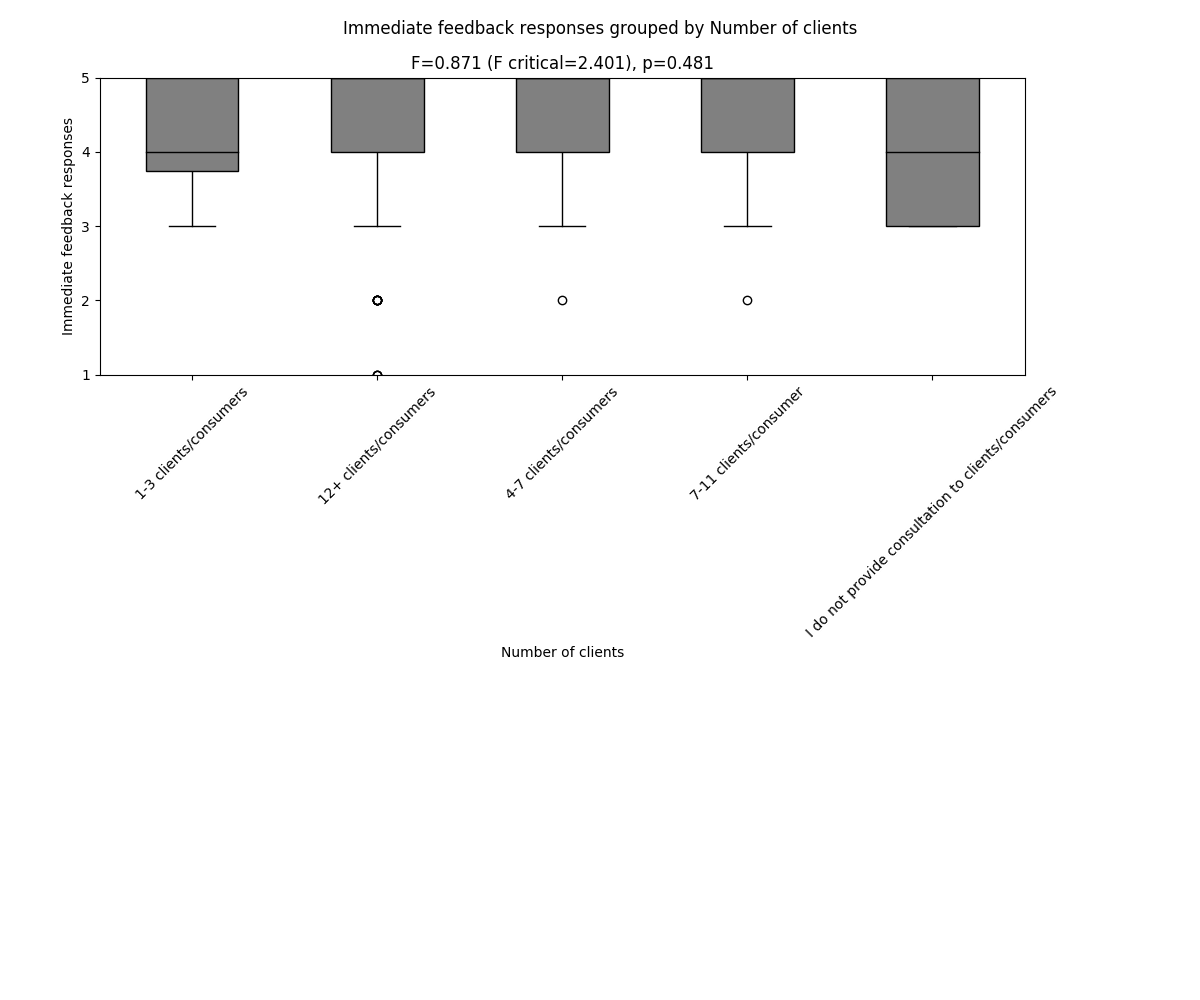 Immediate feedback responses grouped by Number of clients
F=0.871 (F critical=2.401), p=0.481
Immediate feedback responses
5
4
3
2
1
1-3 clients/consumers
12+ clients/consumers
4-7 clients/consumers
7-11 clients/consumer
I do not provide consultation to clients/consumers
Number of clients